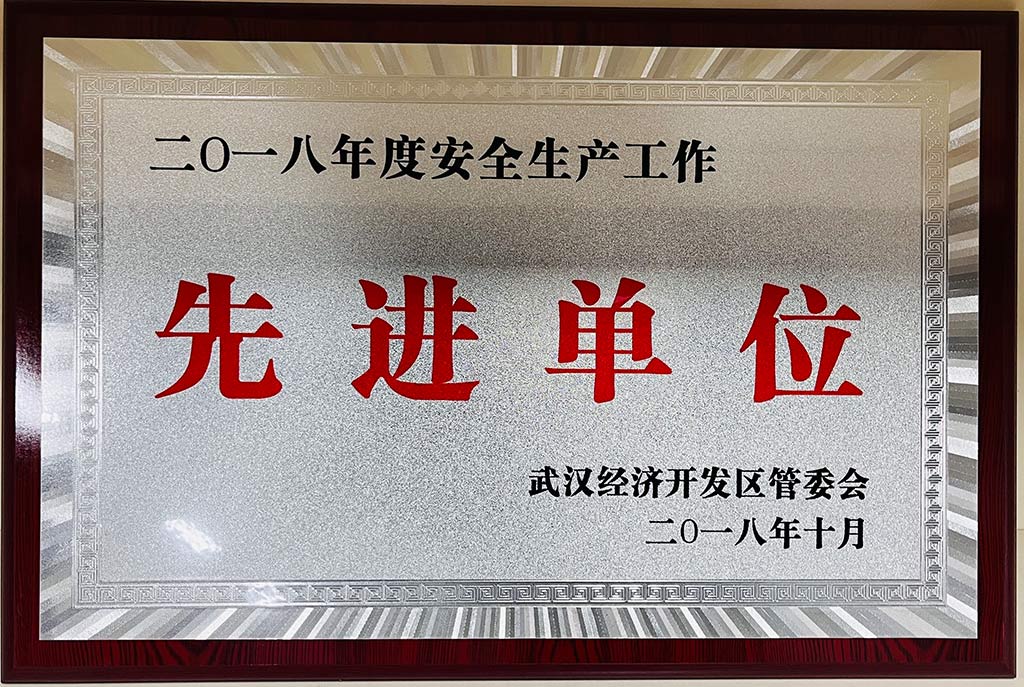 二〇一八年度安全生产工作
先进单位
武汉经济开发区管委会
二〇一八年十月